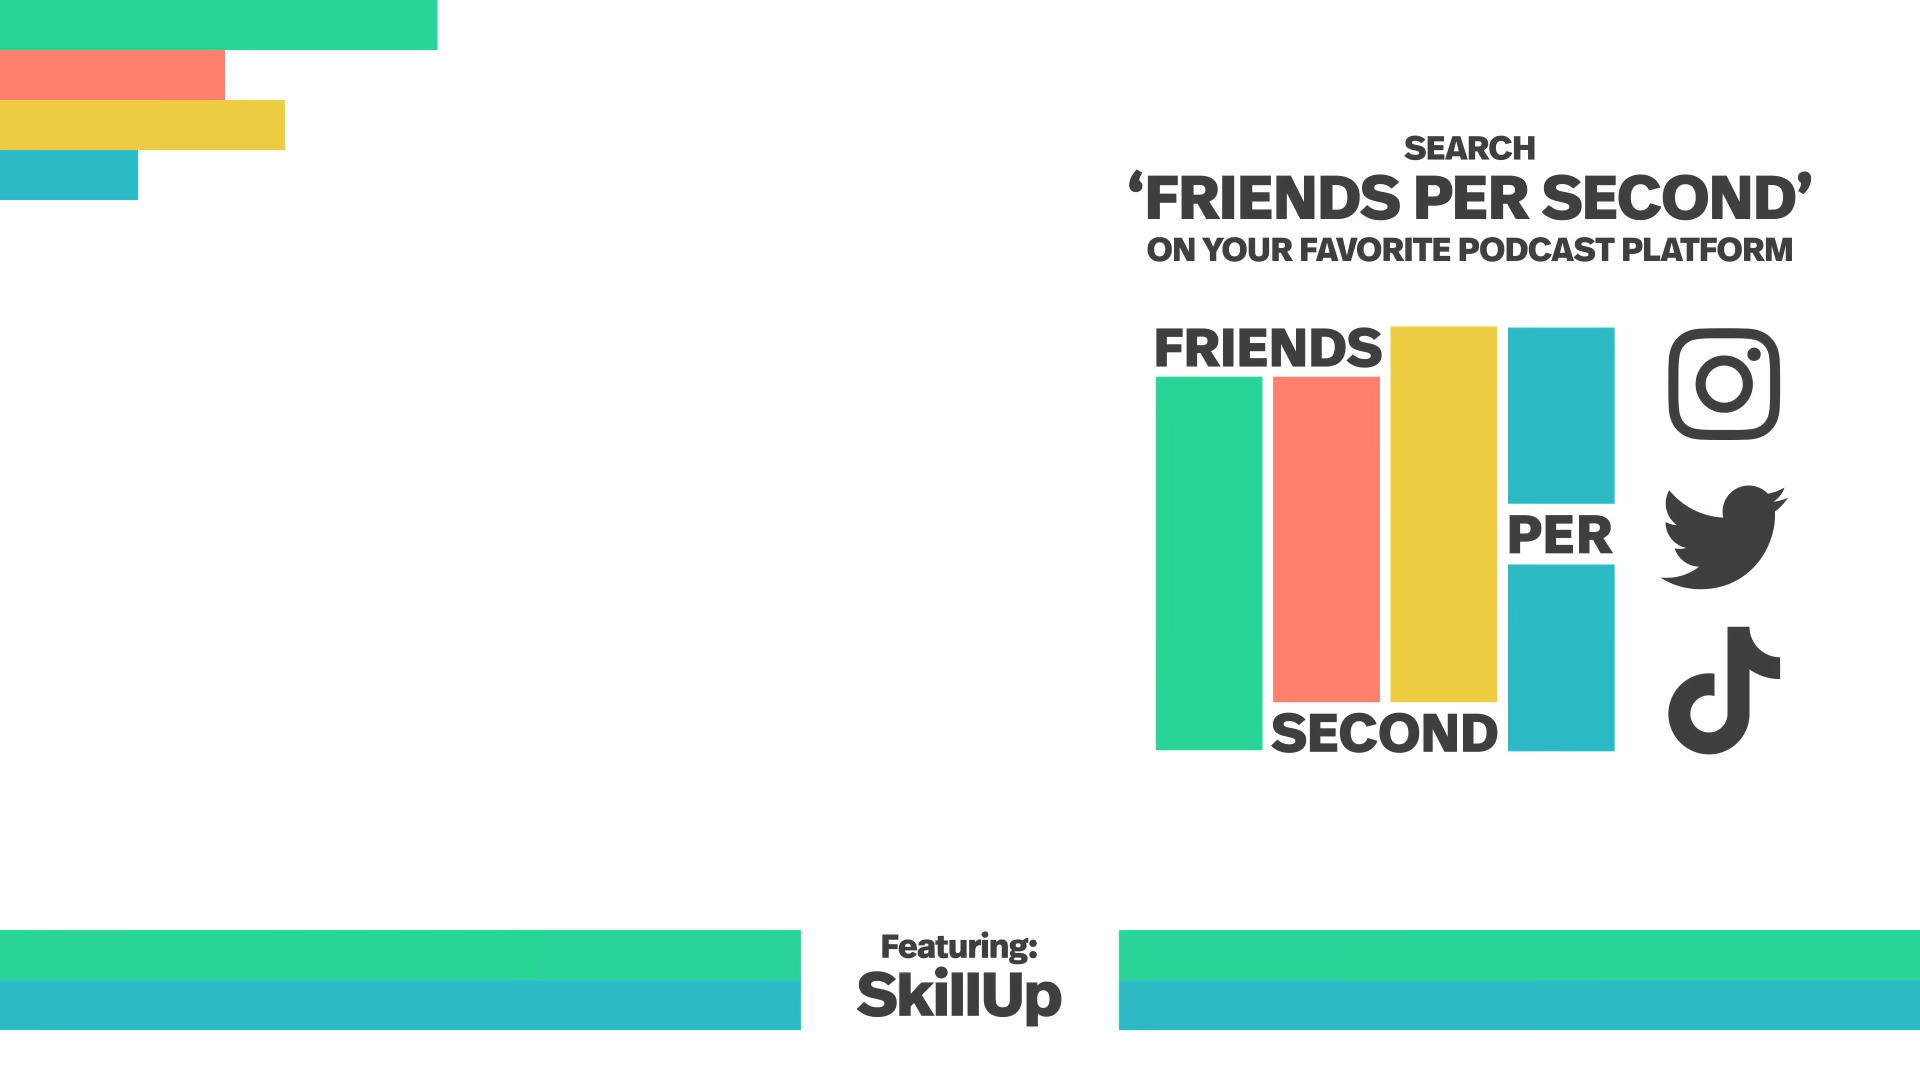 SEARCH
‘FRIENDS PER SECOND’
ON YOUR FAVORITE PODCAST PLATFORM
FRIENDS
PER
SECOND
Featuring:
SkillUp